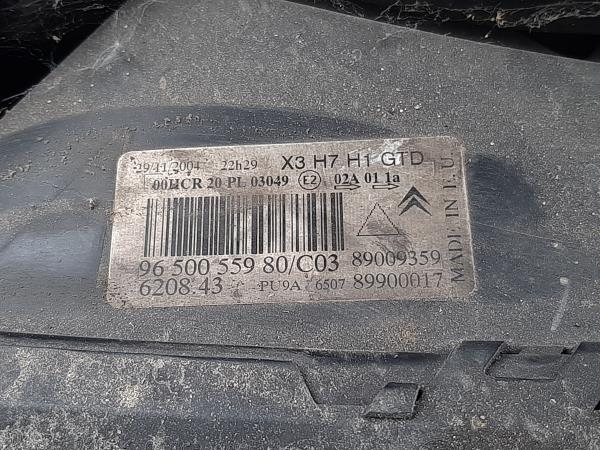 29/11/2004 22h29 X3 H7 H1 GTD
00HCR 20 PL 03049 E2 02A 01 1a
96 500 559 80/C03 89009359
6208.43 PU9A 6507 89900017
MADE IN E.U.